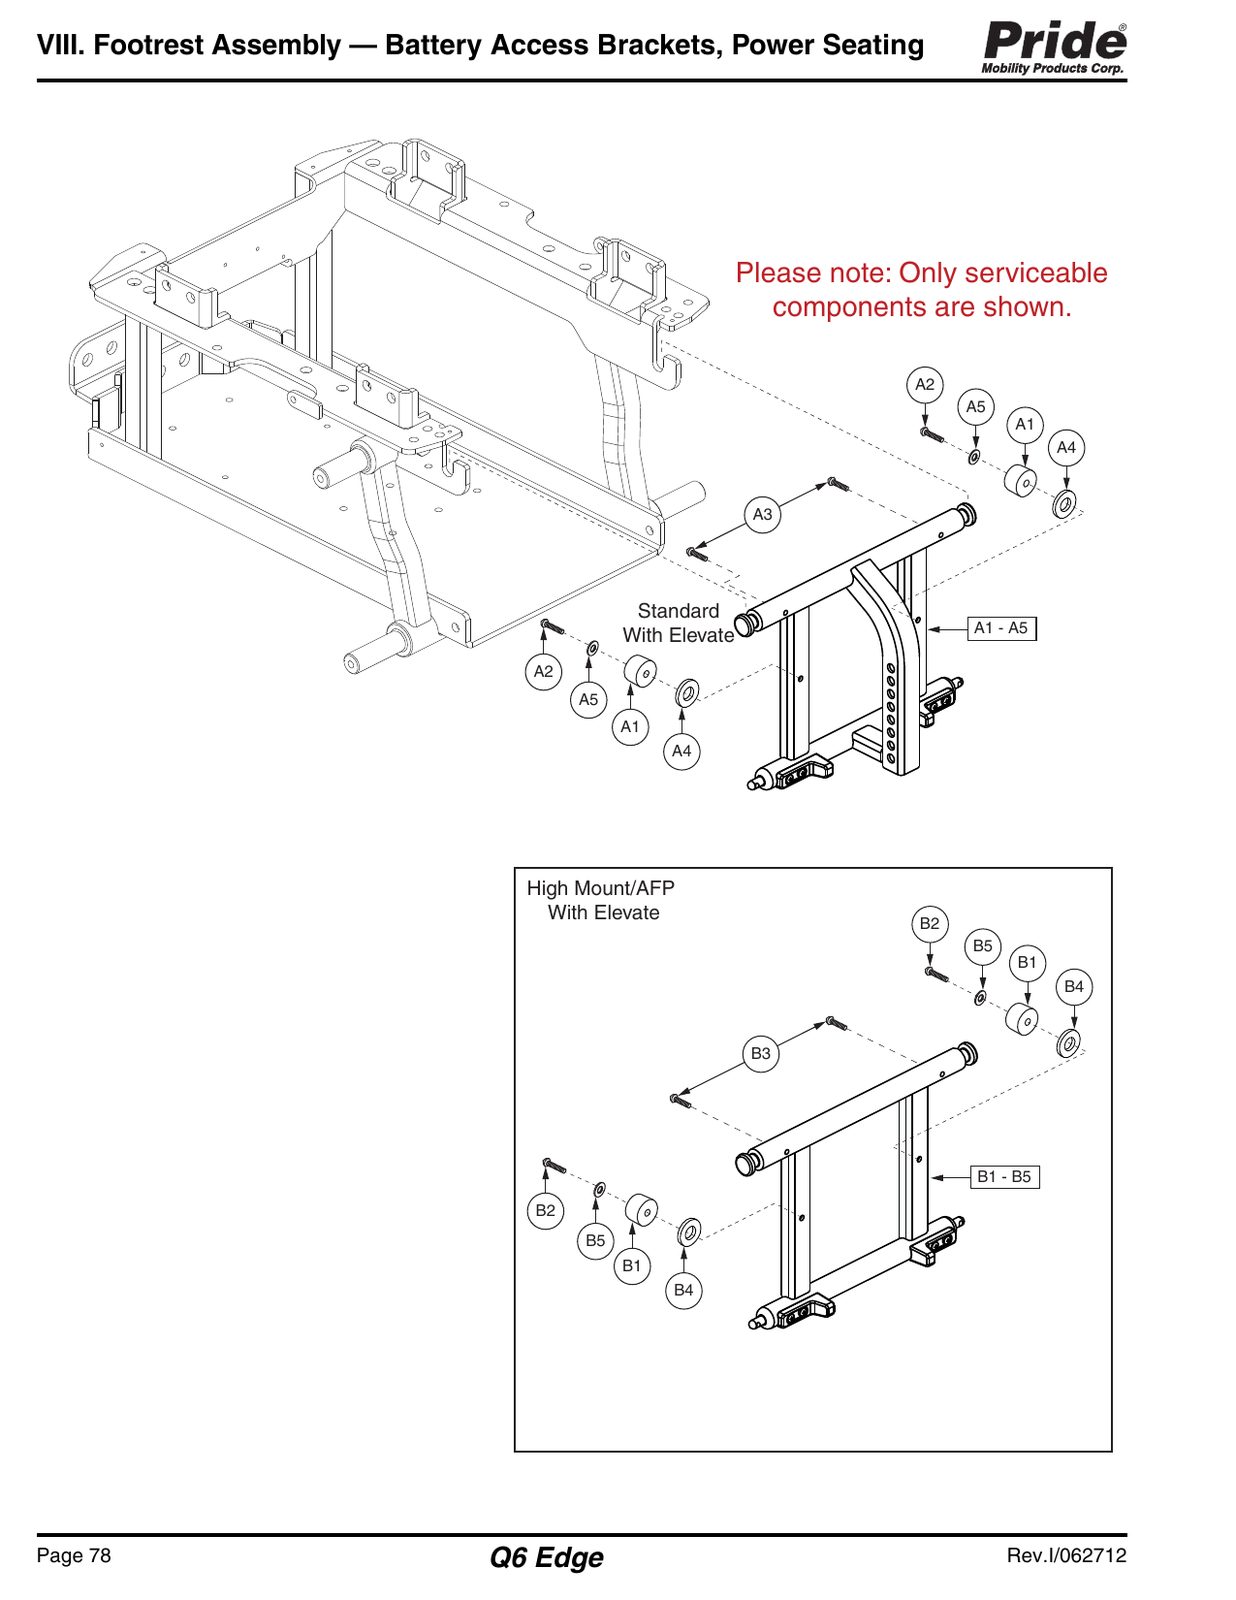 VIII. Footrest Assembly — Battery Access Brackets, Power Seating
Pride®
Mobility Products Corp.
Please note: Only serviceable
components are shown.
A2
A5
A1
A4
A3
Standard
With Elevate
A1 - A5
A2
A5
A1
A4
High Mount/AFP
With Elevate
B2
B5
B1
B4
B3
B1 - B5
B2
B5
B1
B4
Page 78
Q6 Edge
Rev.I/062712